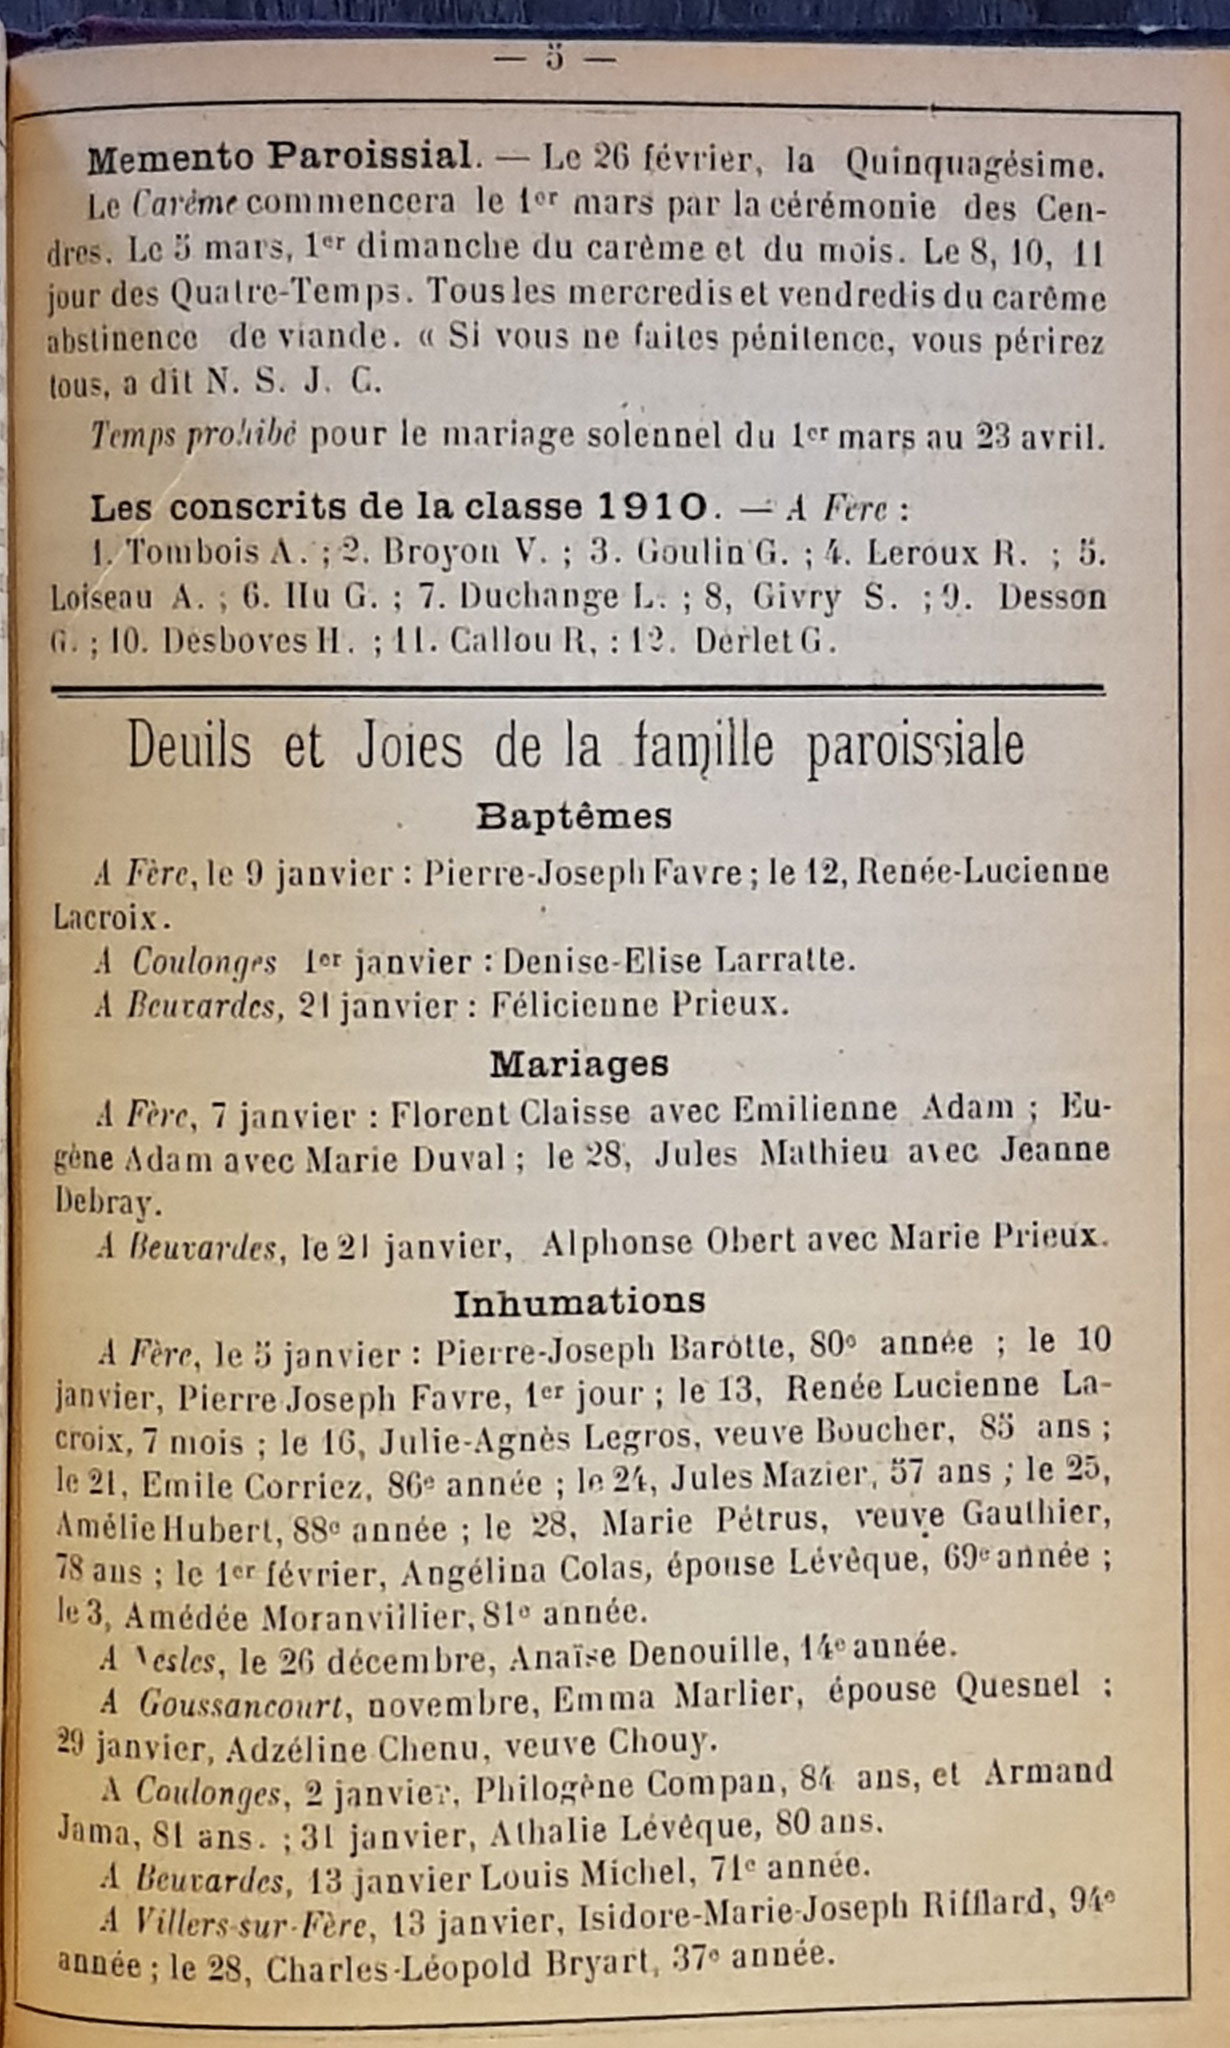 — 5 —
Memento Paroissial. — Le 26 février, la Quinquagésime.
Le Carême commencera le 1er mars par la cérémonie des Cen-
dres. Le 5 mars, 1er dimanche du carême et du mois. Le 8, 10, 11
jour des Quatre-Temps. Tous les mercredis et vendredis du carême
abstinence de viande. « Si vous ne faites pénitence, vous périrez
tous, a dit N. S. J. C.
Temps prohibé pour le mariage solennel du 1er mars au 23 avril.
Les conscrits de la classe 1910. — A Fère :
1. Tombois A. ; 2. Broyon V. ; 3. Goulin G. ; 4. Leroux R. ; 5.
Loiseau A. ; 6. Hu G. ; 7. Duchange L. ; 8, Givry S. ; 9. Desson
G. ; 10. Desboves H. ; 11. Callou R, : 12. Derlet G.
Deuils et Joies de la famille paroissiale
Baptêmes
A Fère, le 9 janvier : Pierre-Joseph Favre ; le 12, Renée-Lucienne
Lacroix.
A Coulonges 1er janvier : Denise-Elise Larratte.
A Beuvardes, 21 janvier : Félicienne Prieux.
Mariages
A Fère, 7 janvier : Florent Claisse avec Emilienne Adam ; Eu-
gène Adam avec Marie Duval ; le 28, Jules Mathieu avec Jeanne
Debray.
A Beuvardes, le 21 janvier, Alphonse Obert avec Marie Prieux.
Inhumations
A Fère, le 5 janvier : Pierre-Joseph Barotte, 80e année ; le 10
janvier, Pierre Joseph Favre, 1er jour ; le 13, Renée Lucienne La-
croix, 7 mois ; le 16, Julie-Agnès Legros, veuve Boucher, 85 ans ;
le 21, Emile Corriez, 86e année ; le 24, Jules Mazier, 57 ans ; le 25,
Amélie Hubert, 88e année ; le 28, Marie Pétrus, veuve Gauthier,
78 ans ; le 1er février, Angélina Colas, épouse Lévêque, 69e année ;
le 3, Amédée Moranvillier, 81e année.
A Nesles, le 26 décembre, Anaïse Denouille, 14e année.
A Goussancourt, novembre, Emma Marlier, épouse Quesnel ;
29 janvier, Adzéline Chenu, veuve Chouy.
A Coulonges, 2 janvier, Philogène Compan, 84 ans, et Armand
Jama, 81 ans. ; 31 janvier, Athalie Lévêque, 80 ans.
A Beuvardes, 13 janvier Louis Michel, 71e année.
A Villers-sur-Fère, 13 janvier, Isidore-Marie-Joseph Rifflard, 94e
année ; le 28, Charles-Léopold Bryart, 37e année.